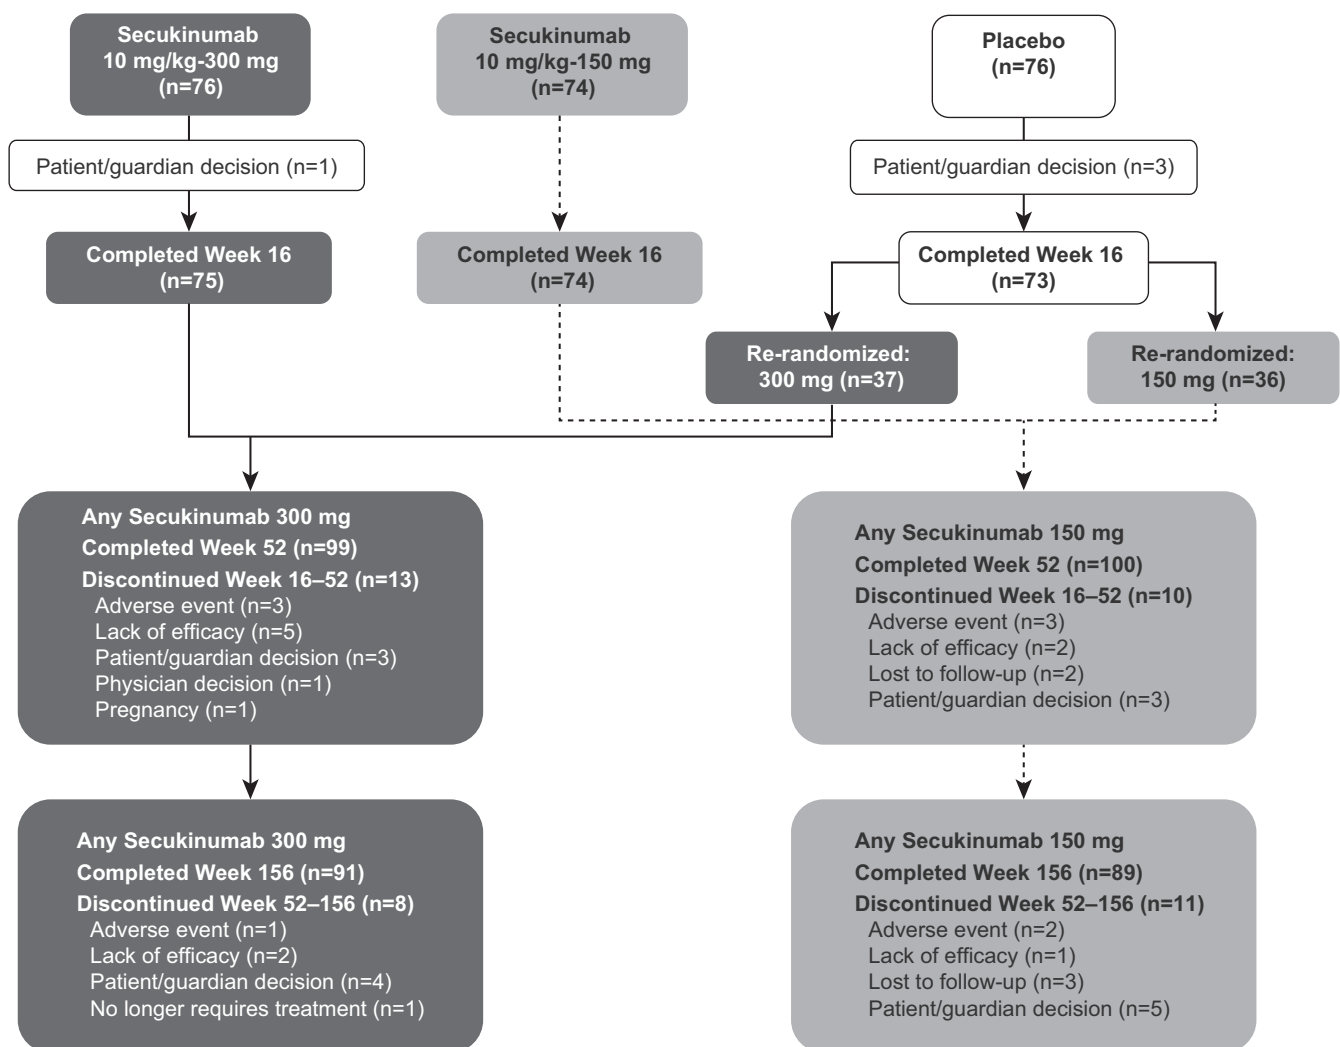 Secukinumab
10 mg/kg-300 mg
(n=76)
Secukinumab
10 mg/kg-150 mg
(n=74)
Placebo
(n=76)
Patient/guardian decision (n=1)
Patient/guardian decision (n=3)
Completed Week 16
(n=75)
Completed Week 16
(n=74)
Completed Week 16
(n=73)
Re-randomized:
300 mg (n=37)
Re-randomized:
150 mg (n=36)
Any Secukinumab 300 mg
Completed Week 52 (n=99)
Discontinued Week 16–52 (n=13)
Adverse event (n=3)
Lack of efficacy (n=5)
Patient/guardian decision (n=3)
Physician decision (n=1)
Pregnancy (n=1)
Any Secukinumab 150 mg
Completed Week 52 (n=100)
Discontinued Week 16–52 (n=10)
Adverse event (n=3)
Lack of efficacy (n=2)
Lost to follow-up (n=2)
Patient/guardian decision (n=3)
Any Secukinumab 300 mg
Completed Week 156 (n=91)
Discontinued Week 52–156 (n=8)
Adverse event (n=1)
Lack of efficacy (n=2)
Patient/guardian decision (n=4)
No longer requires treatment (n=1)
Any Secukinumab 150 mg
Completed Week 156 (n=89)
Discontinued Week 52–156 (n=11)
Adverse event (n=2)
Lack of efficacy (n=1)
Lost to follow-up (n=3)
Patient/guardian decision (n=5)